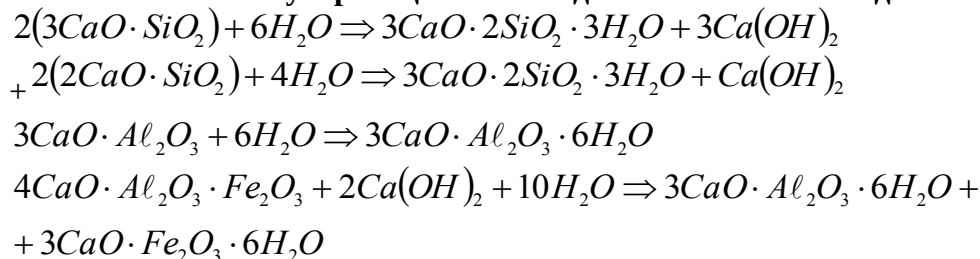 2(3CaO·SiO₂)+6H₂O⇒3CaO·2SiO₂·3H₂O+3Ca(OH)₂
+2(2CaO·SiO₂)+4H₂O⇒3CaO·2SiO₂·3H₂O+Ca(OH)₂
3CaO·Aℓ₂O₃+6H₂O⇒3CaO·Aℓ₂O₃·6H₂O
4CaO·Aℓ₂O₃·Fe₂O₃+2Ca(OH)₂+10H₂O⇒3CaO·Aℓ₂O₃·6H₂O+
+3CaO·Fe₂O₃·6H₂O